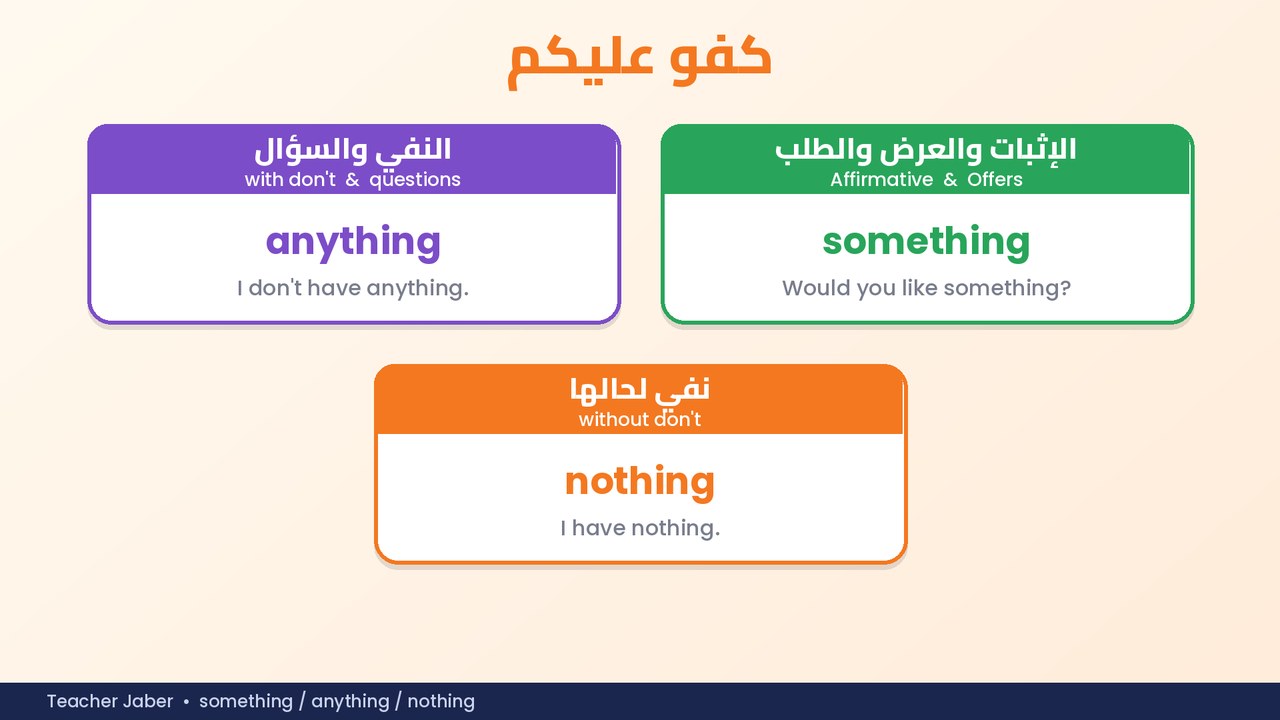 كفو عليكم
الإثبات والعرض والطلب
Affirmative & Offers
something
Would you like something?
النفي والسؤال
with don't & questions
anything
I don't have anything.
نفي لحالها
without don't
nothing
I have nothing.
Teacher Jaber • something / anything / nothing